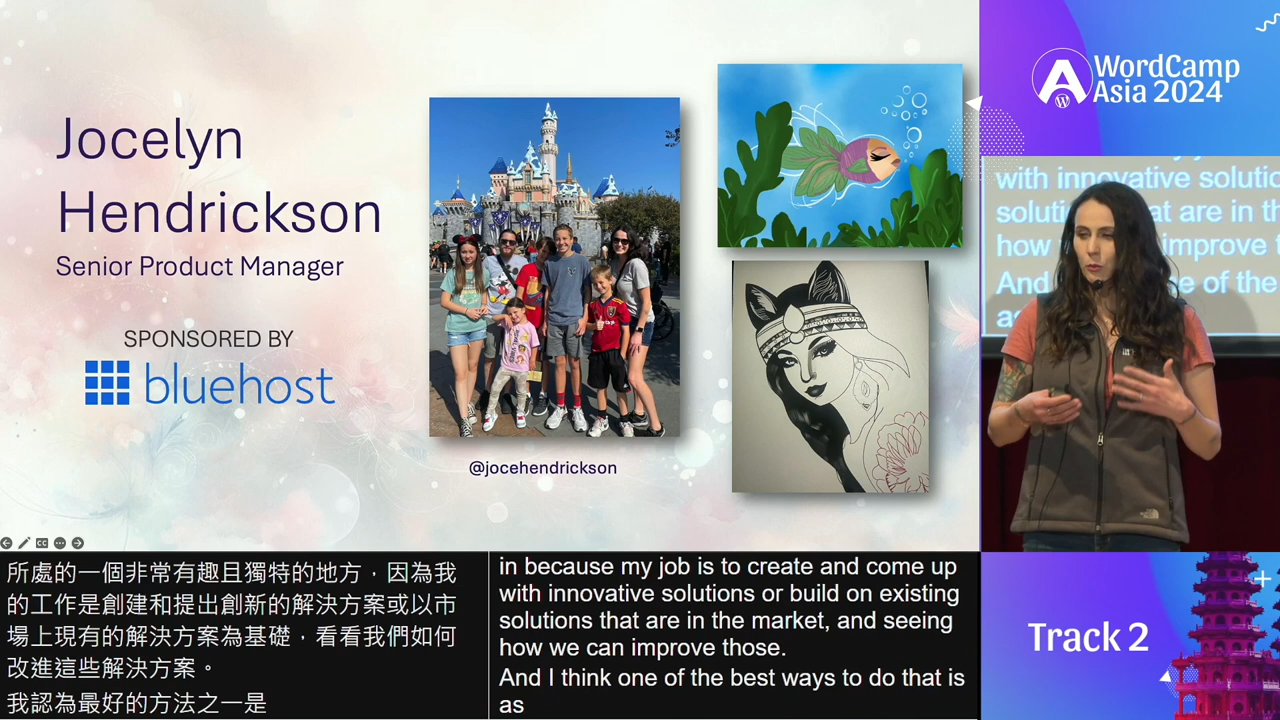 Jocelyn
Hendrickson
Senior Product Manager
SPONSORED BY
bluehost
@jocehendrickson
WordCamp
Asia 2024
with innovative
how
improve
And
of the
as
所處的一個非常有趣且獨特的地方，因為我
的工作是創建和提出創新的解決方案或以市
場上現有的解決方案為基礎，看看我們如何
改進這些解決方案。
我認為最好的方法之一是
in because my job is to create and come up
with innovative solutions or build on existing
solutions that are in the market, and seeing
how we can improve those.
And I think one of the best ways to do that is
as
Track 2